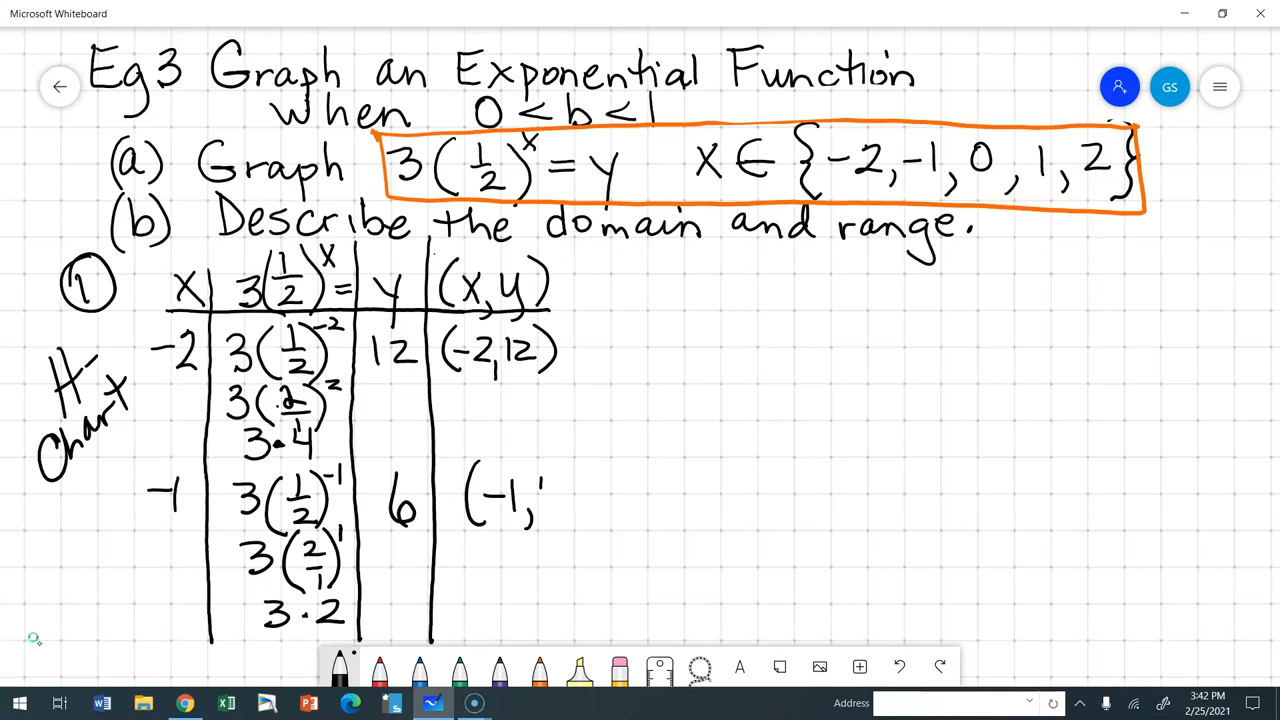 Microsoft Whiteboard
Eg 3 Graph an Exponential Function
when 0 < b < 1
GS
(a) Graph 3(1/2)^x = y x ∈ {-2, -1, 0, 1, 2}
(b) Describe the domain and range.
① x 3(1/2)^x = y (x, y)
-2 3(1/2)^-2 12 (-2, 12)
H-
Chart
3(2/1)^2
3·4
-1 3(1/2)^-1 6 (-1,
3(2/1)^1
3·2
A
Address
3:42 PM
2/25/2021